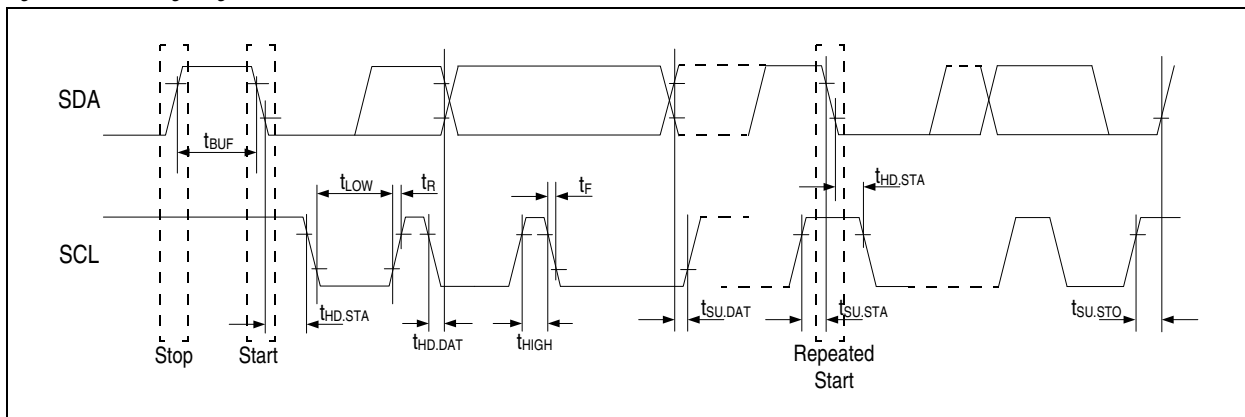 SDA
tBUF
tLOW
tR
tF
tHD.STA
SCL
tHD.STA
tHD.DAT
tHIGH
tSU.DAT
tSU.STA
tSU.STO
Stop
Start
Repeated
Start